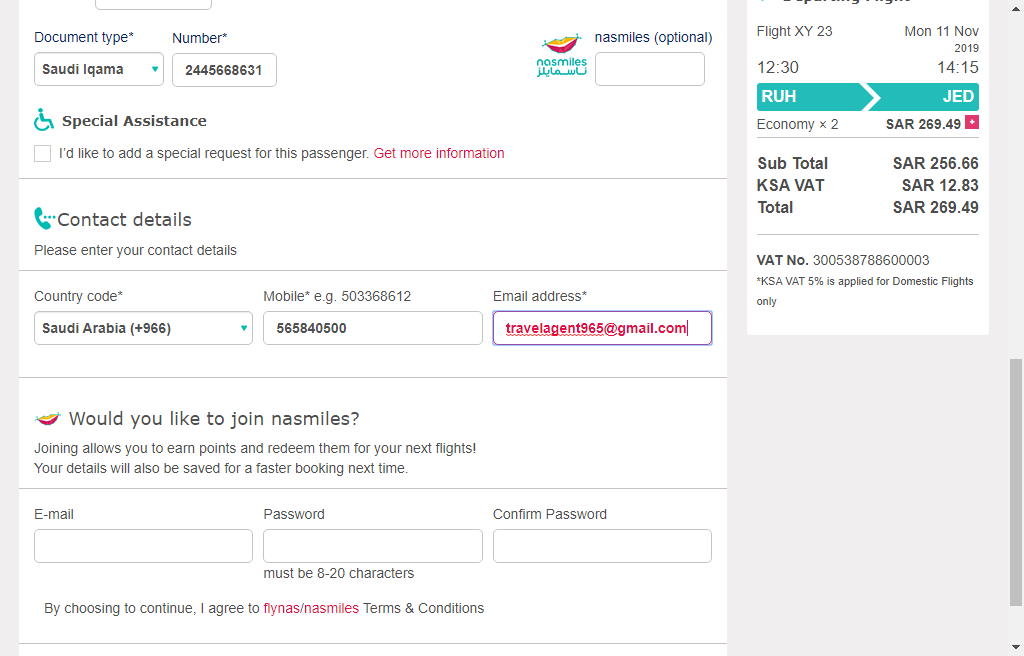 Document type*
Number*
nasmiles (optional)
Saudi Iqama
2445668631
nasmiles
ناسمايلز
Special Assistance
I'd like to add a special request for this passenger. Get more information
Contact details
Please enter your contact details
Country code*
Mobile* e.g. 503368612
Email address*
Saudi Arabia (+966)
565840500
travelagent965@gmail.com
Would you like to join nasmiles?
Joining allows you to earn points and redeem them for your next flights!
Your details will also be saved for a faster booking next time.
E-mail
Password
Confirm Password
must be 8-20 characters
By choosing to continue, I agree to flynas/nasmiles Terms & Conditions
Departing Flight
Flight XY 23
Mon 11 Nov
2019
12:30
14:15
RUH
JED
Economy × 2
SAR 269.49 +
Sub Total
SAR 256.66
KSA VAT
SAR 12.83
Total
SAR 269.49
VAT No. 300538788600003
*KSA VAT 5% is applied for Domestic Flights
only